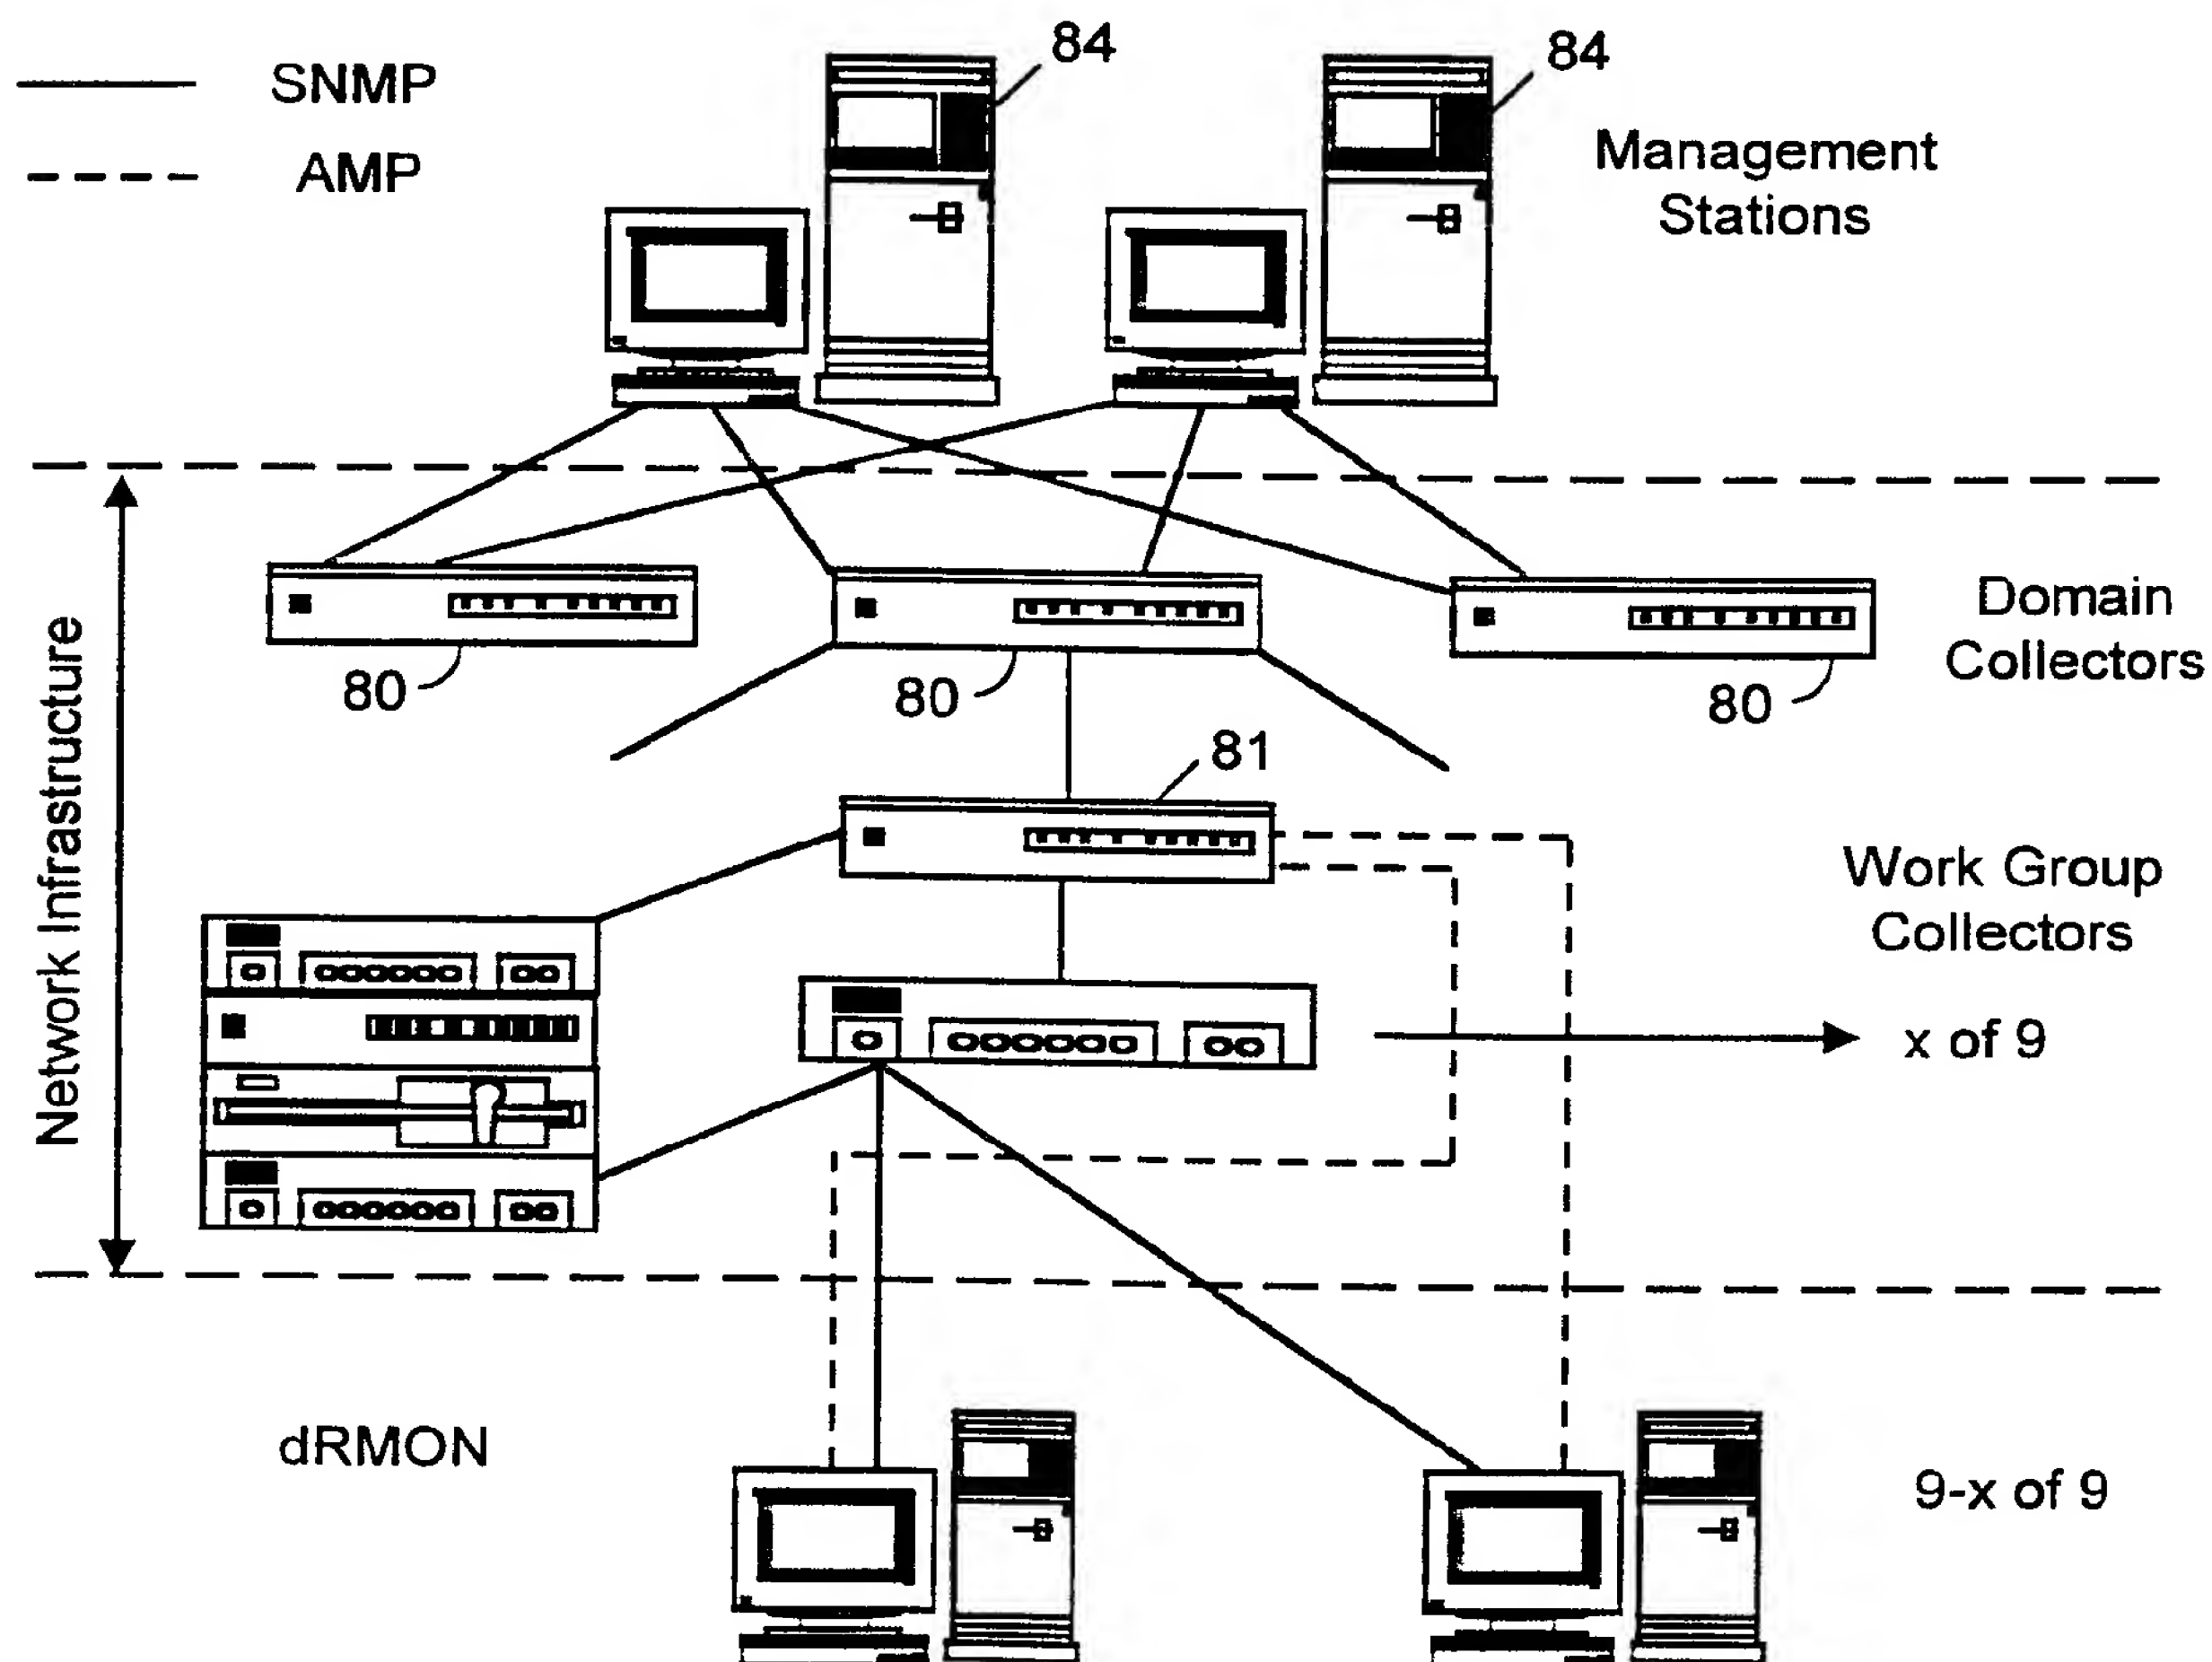 SNMP
AMP
84
84
Management
Stations
Network Infrastructure
Domain
Collectors
80
80
80
81
Work Group
Collectors
x of 9
dRMON
9-x of 9